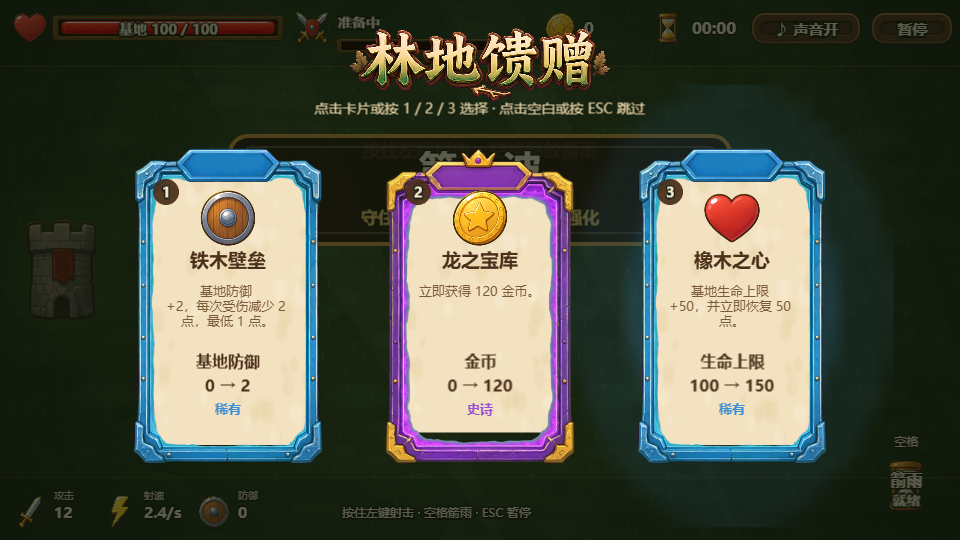 基地 100 / 100
准备中
0
00:00
♪ 声音开
暂停
林地馈赠
点击卡片或按 1 / 2 / 3 选择 · 点击空白或按 ESC 跳过
1
铁木壁垒
基地防御
+2，每次受伤减少 2
点，最低 1 点。
基地防御
0 → 2
稀有
2
龙之宝库
立即获得 120 金币。
金币
0 → 120
史诗
3
橡木之心
基地生命上限
+50，并立即恢复 50
点。
生命上限
100 → 150
稀有
守住
强化
空格
箭雨
就绪
攻击
12
射速
2.4/s
防御
0
按住左键射击 · 空格箭雨 · ESC 暂停